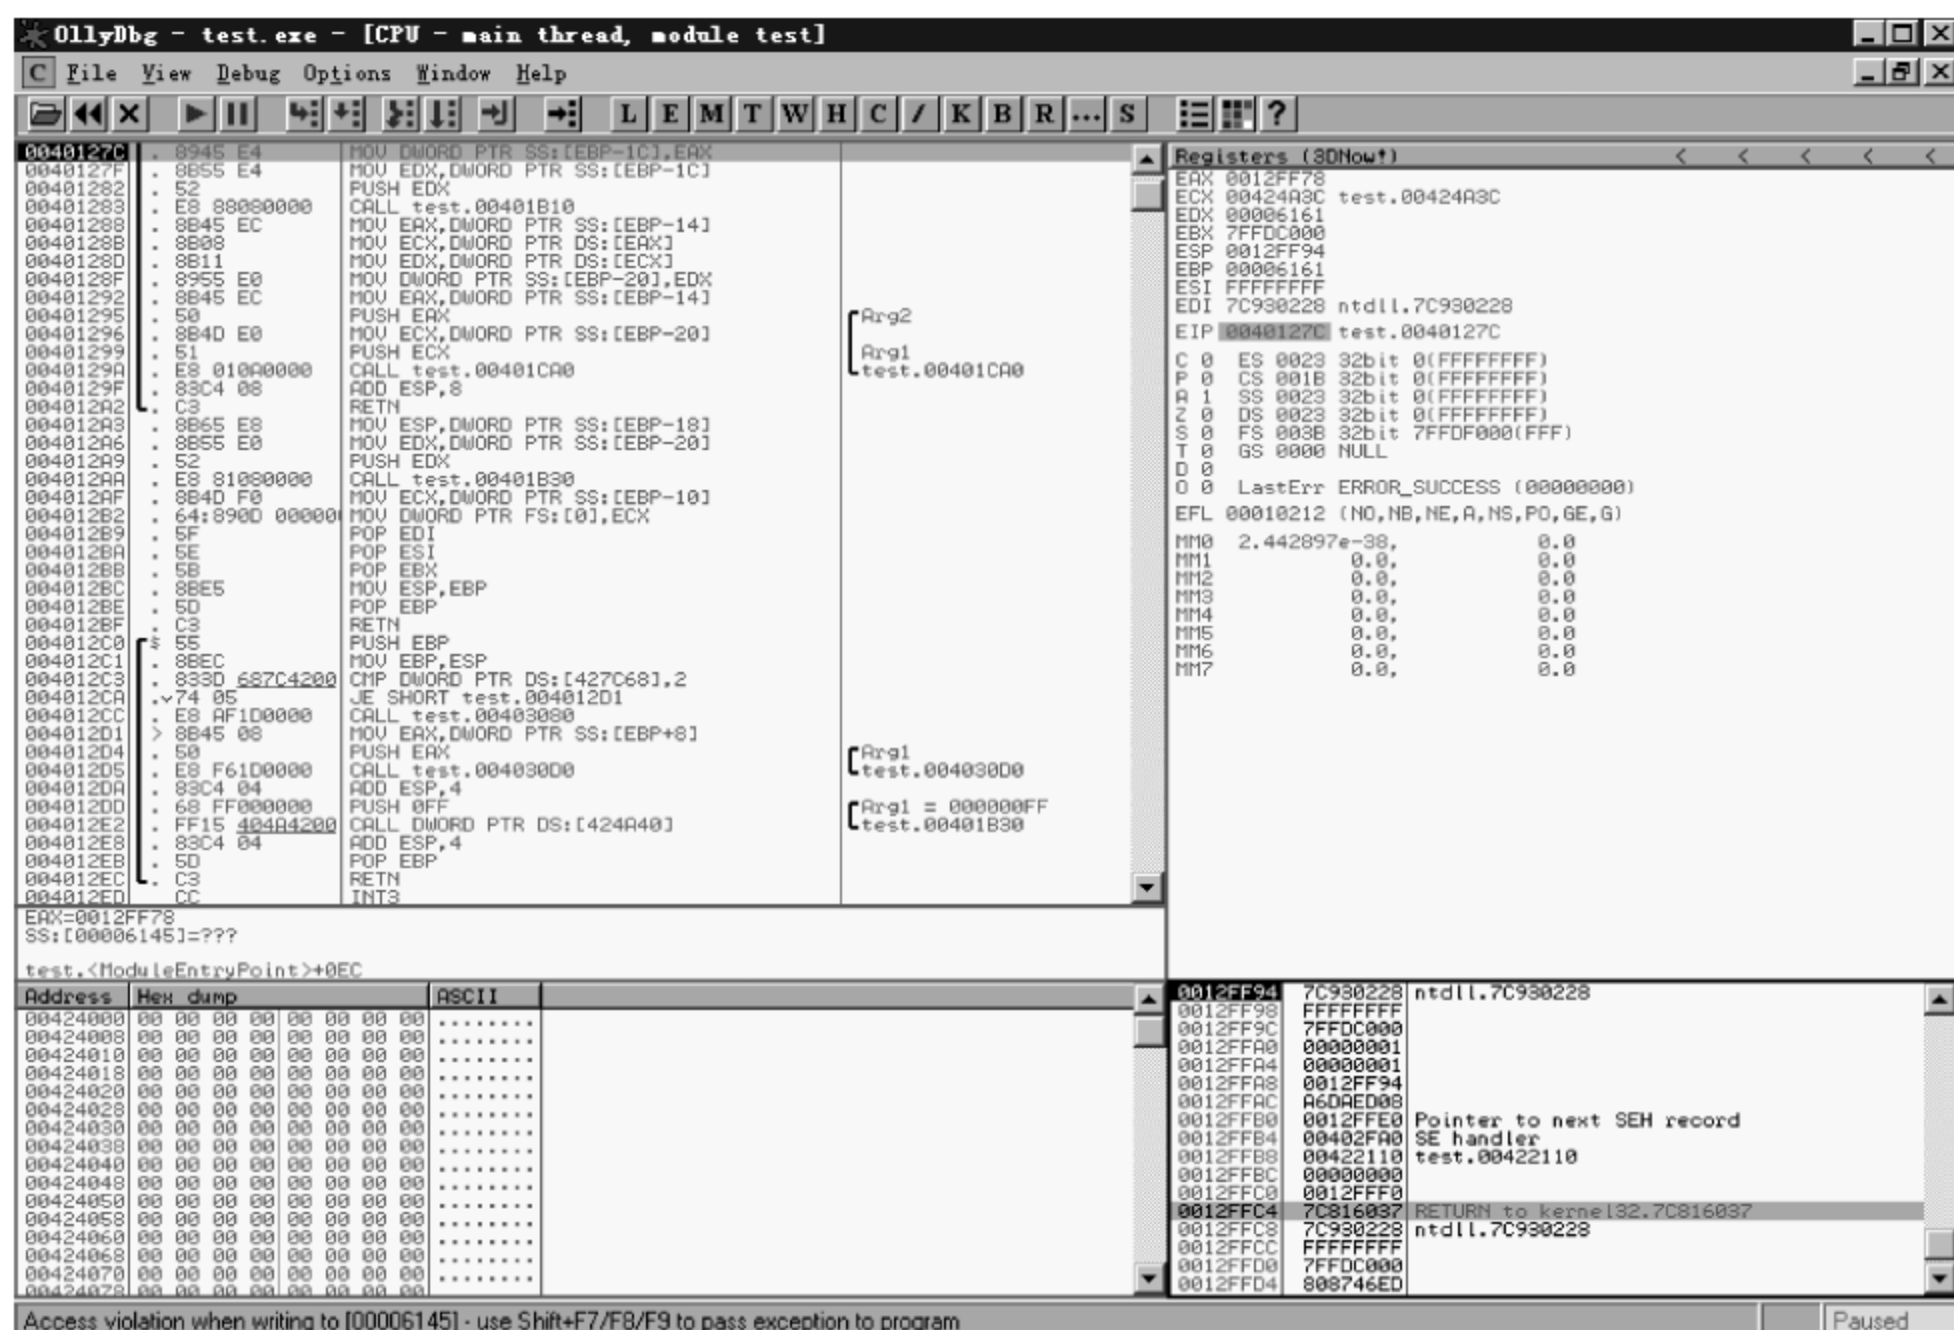 OllyDbg - test.exe - [CPU - main thread, module test]
C File View Debug Options Window Help
L E M T W H C / K B R ... S ?
0040127C . 8945 E4 MOV DWORD PTR SS:[EBP-1C],EAX
0040127F . 8B55 E4 MOV EDX,DWORD PTR SS:[EBP-1C]
00401282 . 52 PUSH EDX
00401283 . E8 88080000 CALL test.00401B10
00401288 . 8B45 EC MOV EAX,DWORD PTR SS:[EBP-14]
0040128B . 8B08 MOV ECX,DWORD PTR DS:[EAX]
0040128D . 8B11 MOV EDX,DWORD PTR DS:[ECX]
0040128F . 8955 E0 MOV DWORD PTR SS:[EBP-20],EDX
00401292 . 8B45 EC MOV EAX,DWORD PTR SS:[EBP-14]
00401295 . 50 PUSH EAX Arg2
00401296 . 8B4D E0 MOV ECX,DWORD PTR SS:[EBP-20]
00401299 . 51 PUSH ECX Arg1
0040129A . E8 010A0000 CALL test.00401CA0 test.00401CA0
0040129F . 83C4 08 ADD ESP,8
004012A2 . C3 RETN
004012A3 . 8B65 E8 MOV ESP,DWORD PTR SS:[EBP-18]
004012A6 . 8B55 E0 MOV EDX,DWORD PTR SS:[EBP-20]
004012A9 . 52 PUSH EDX
004012AA . E8 81080000 CALL test.00401B30
004012AF . 8B4D F0 MOV ECX,DWORD PTR SS:[EBP-10]
004012B2 . 64:890D 00000 MOV DWORD PTR FS:[0],ECX
004012B9 . 5F POP EDI
004012BA . 5E POP ESI
004012BB . 5B POP EBX
004012BC . 8BE5 MOV ESP,EBP
004012BE . 5D POP EBP
004012BF . C3 RETN
004012C0 $ 55 PUSH EBP
004012C1 . 8BEC MOV EBP,ESP
004012C3 . 833D 687C4200 CMP DWORD PTR DS:[427C68],2
004012CA . 74 05 JE SHORT test.004012D1
004012CC . E8 AF1D0000 CALL test.00403080
004012D1 > 8B45 08 MOV EAX,DWORD PTR SS:[EBP+8]
004012D4 . 50 PUSH EAX Arg1
004012D5 . E8 F61D0000 CALL test.004030D0 test.004030D0
004012DA . 83C4 04 ADD ESP,4
004012DD . 68 FF000000 PUSH 0FF Arg1 = 000000FF
004012E2 . FF15 404A4200 CALL DWORD PTR DS:[424A40] test.00401B30
004012E8 . 83C4 04 ADD ESP,4
004012EB . 5D POP EBP
004012EC . C3 RETN
004012ED CC INT3
EAX=0012FF78
SS:[00006145]=???
test.<ModuleEntryPoint>+0EC
Registers (3DNow!) < < < < <
EAX 0012FF78
ECX 00424A3C test.00424A3C
EDX 00006161
EBX 7FFDC000
ESP 0012FF94
EBP 00006161
ESI FFFFFFFF
EDI 7C930228 ntdll.7C930228
EIP 0040127C test.0040127C
C 0 ES 0023 32bit 0(FFFFFFFF)
P 0 CS 001B 32bit 0(FFFFFFFF)
A 1 SS 0023 32bit 0(FFFFFFFF)
Z 0 DS 0023 32bit 0(FFFFFFFF)
S 0 FS 003B 32bit 7FFDF000(FFF)
T 0 GS 0000 NULL
D 0
O 0 LastErr ERROR_SUCCESS (00000000)
EFL 00010212 (NO,NB,NE,A,NS,PO,GE,G)
MM0 2.442897e-38, 0.0
MM1 0.0, 0.0
MM2 0.0, 0.0
MM3 0.0, 0.0
MM4 0.0, 0.0
MM5 0.0, 0.0
MM6 0.0, 0.0
MM7 0.0, 0.0
Address Hex dump ASCII
00424000 00 00 00 00 00 00 00 00 ........
00424008 00 00 00 00 00 00 00 00 ........
00424010 00 00 00 00 00 00 00 00 ........
00424018 00 00 00 00 00 00 00 00 ........
00424020 00 00 00 00 00 00 00 00 ........
00424028 00 00 00 00 00 00 00 00 ........
00424030 00 00 00 00 00 00 00 00 ........
00424038 00 00 00 00 00 00 00 00 ........
00424040 00 00 00 00 00 00 00 00 ........
00424048 00 00 00 00 00 00 00 00 ........
00424050 00 00 00 00 00 00 00 00 ........
00424058 00 00 00 00 00 00 00 00 ........
00424060 00 00 00 00 00 00 00 00 ........
00424068 00 00 00 00 00 00 00 00 ........
00424070 00 00 00 00 00 00 00 00 ........
00424078 00 00 00 00 00 00 00 00 ........
0012FF94 7C930228 ntdll.7C930228
0012FF98 FFFFFFFF
0012FF9C 7FFDC000
0012FFA0 00000001
0012FFA4 00000001
0012FFA8 0012FF94
0012FFAC A6DAED08
0012FFB0 0012FFE0 Pointer to next SEH record
0012FFB4 00402FA0 SE handler
0012FFB8 00422110 test.00422110
0012FFBC 00000000
0012FFC0 0012FFF0
0012FFC4 7C816037 RETURN to kernel32.7C816037
0012FFC8 7C930228 ntdll.7C930228
0012FFCC FFFFFFFF
0012FFD0 7FFDC000
0012FFD4 808746ED
Access violation when writing to [00006145] - use Shift+F7/F8/F9 to pass exception to program Paused